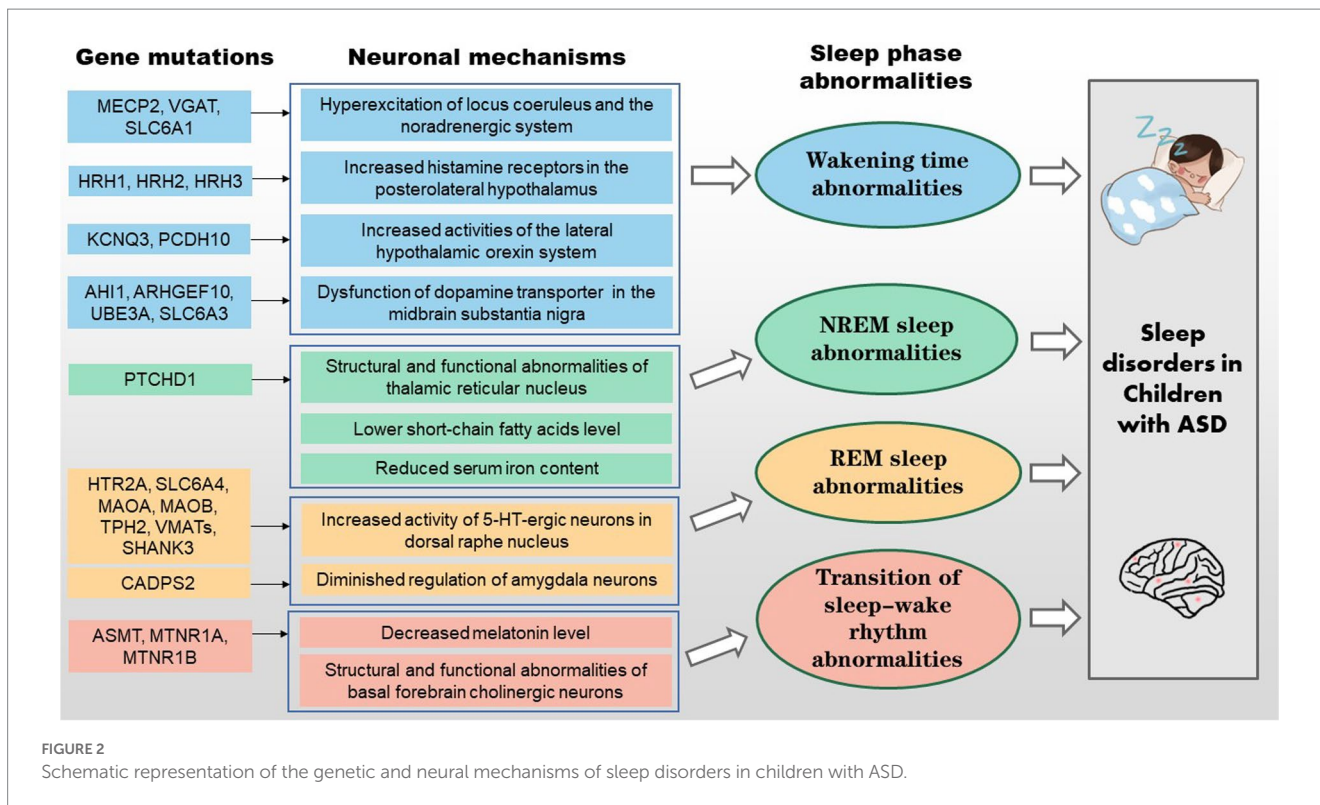 Gene mutations
Neuronal mechanisms
Sleep phase
abnormalities
MECP2, VGAT,
SLC6A1
Hyperexcitation of locus coeruleus and the
noradrenergic system
HRH1, HRH2, HRH3
Increased histamine receptors in the
posterolateral hypothalamus
KCNQ3, PCDH10
Increased activities of the lateral
hypothalamic orexin system
AHI1, ARHGEF10,
UBE3A, SLC6A3
Dysfunction of dopamine transporter in the
midbrain substantia nigra
Wakening time
abnormalities
PTCHD1
Structural and functional abnormalities of
thalamic reticular nucleus
Lower short-chain fatty acids level
Reduced serum iron content
NREM sleep
abnormalities
HTR2A, SLC6A4,
MAOA, MAOB,
TPH2, VMATs,
SHANK3
Increased activity of 5-HT-ergic neurons in
dorsal raphe nucleus
CADPS2
Diminished regulation of amygdala neurons
REM sleep
abnormalities
ASMT, MTNR1A,
MTNR1B
Decreased melatonin level
Structural and functional abnormalities of
basal forebrain cholinergic neurons
Transition of
sleep–wake
rhythm
abnormalities
ZZz
Sleep
disorders in
Children
with ASD
FIGURE 2
Schematic representation of the genetic and neural mechanisms of sleep disorders in children with ASD.